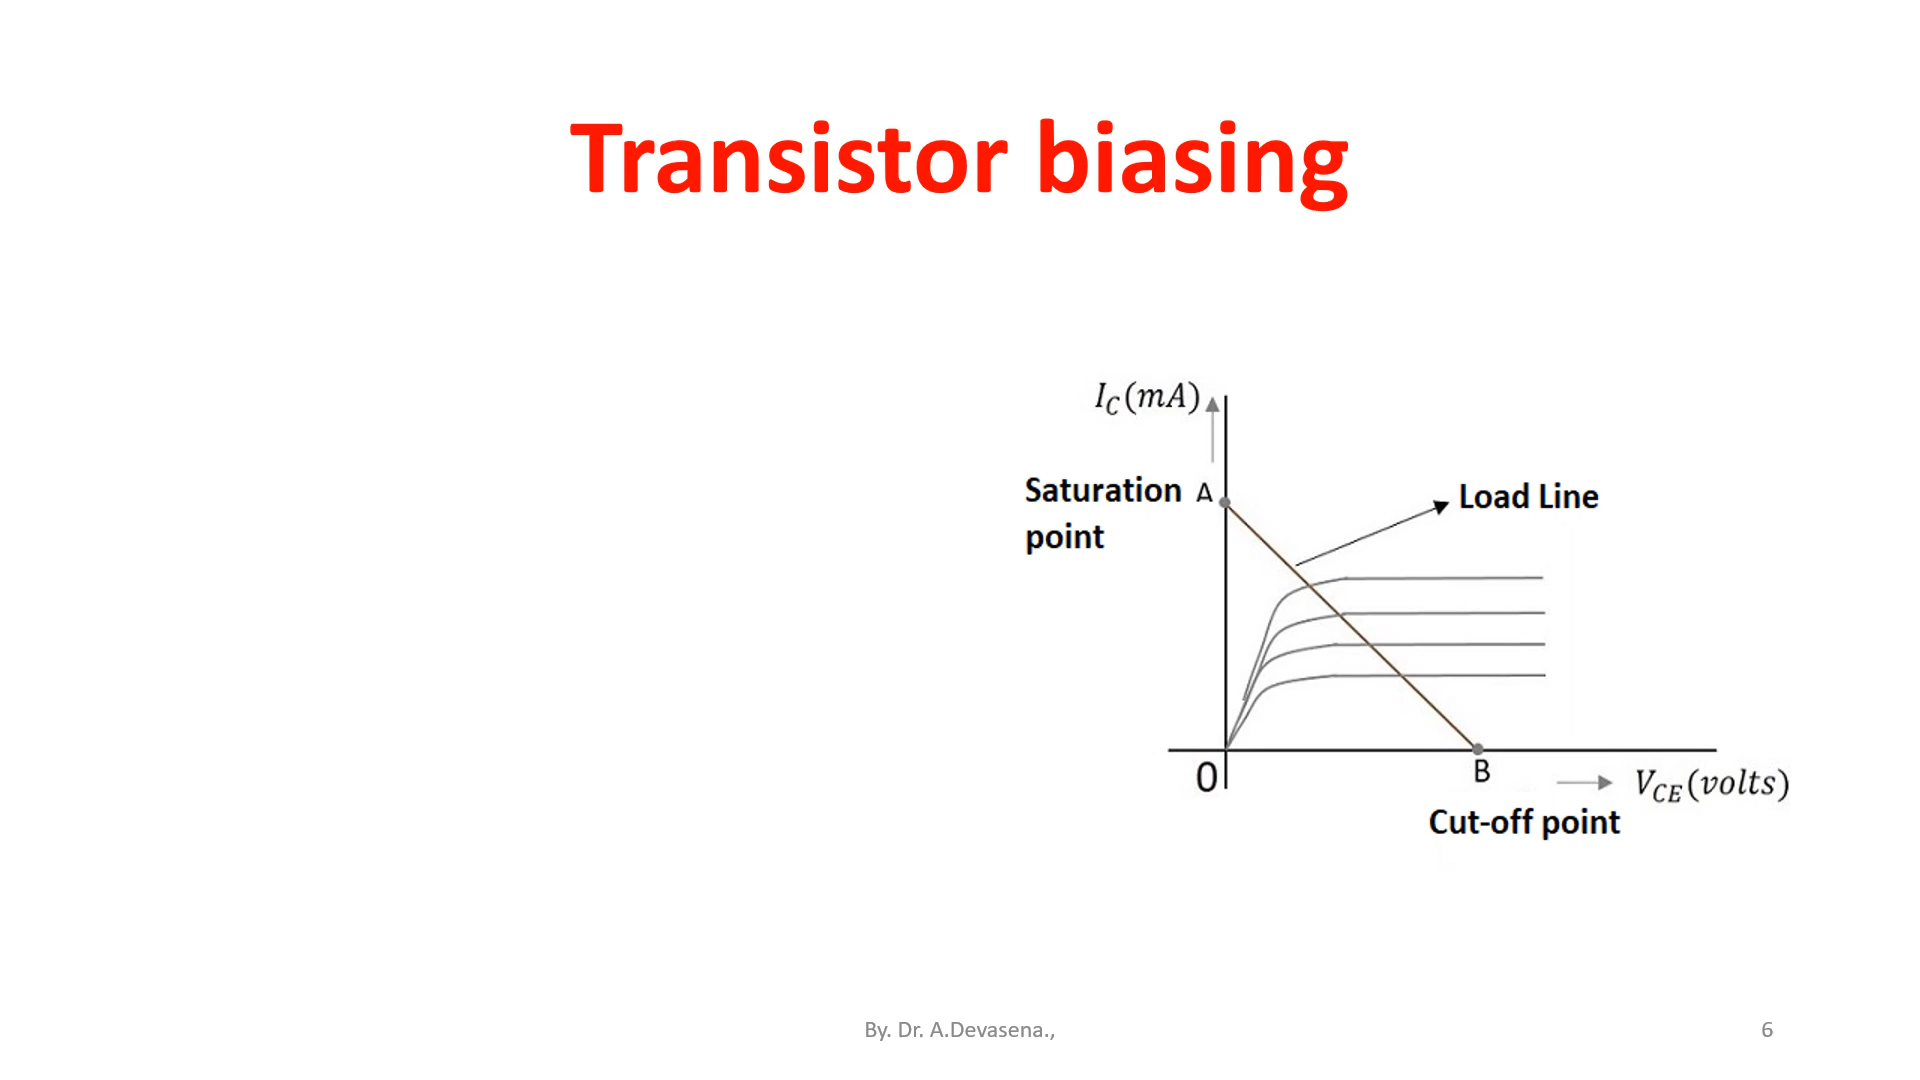 Transistor biasing
I_C(mA)
Saturation A
point
Load Line
0
B
V_CE(volts)
Cut-off point
By. Dr. A.Devasena.,
6